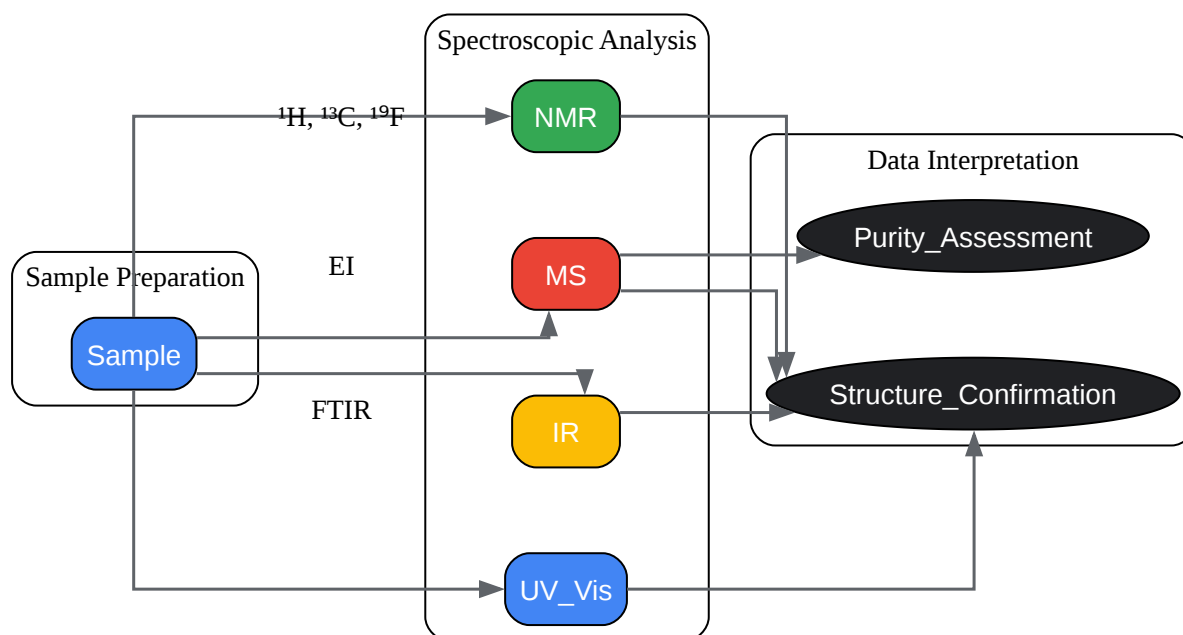 Spectroscopic Analysis
¹H, ¹³C, ¹⁹F
NMR
Data Interpretation
Purity_Assessment
EI
MS
Sample Preparation
Sample
Structure_Confirmation
FTIR
IR
UV_Vis